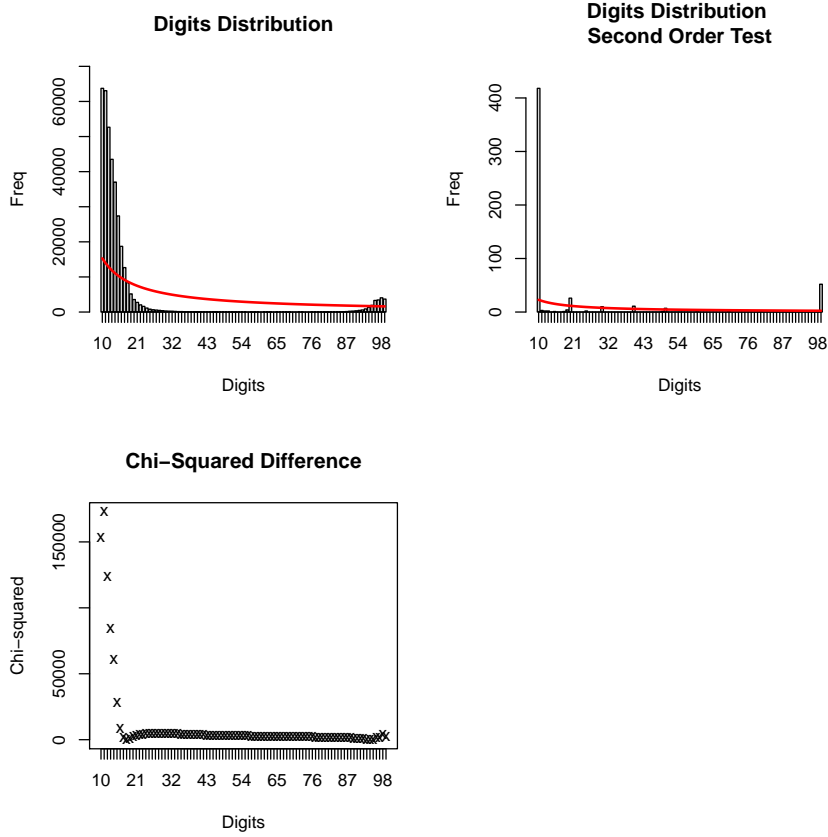 Digits Distribution
Freq
60000
40000
20000
0
10 21 32 43 54 65 76 87 98
Digits
Digits Distribution
Second Order Test
Freq
400
300
200
100
0
10 21 32 43 54 65 76 87 98
Digits
Chi−Squared Difference
Chi−squared
150000
50000
0
10 21 32 43 54 65 76 87 98
Digits